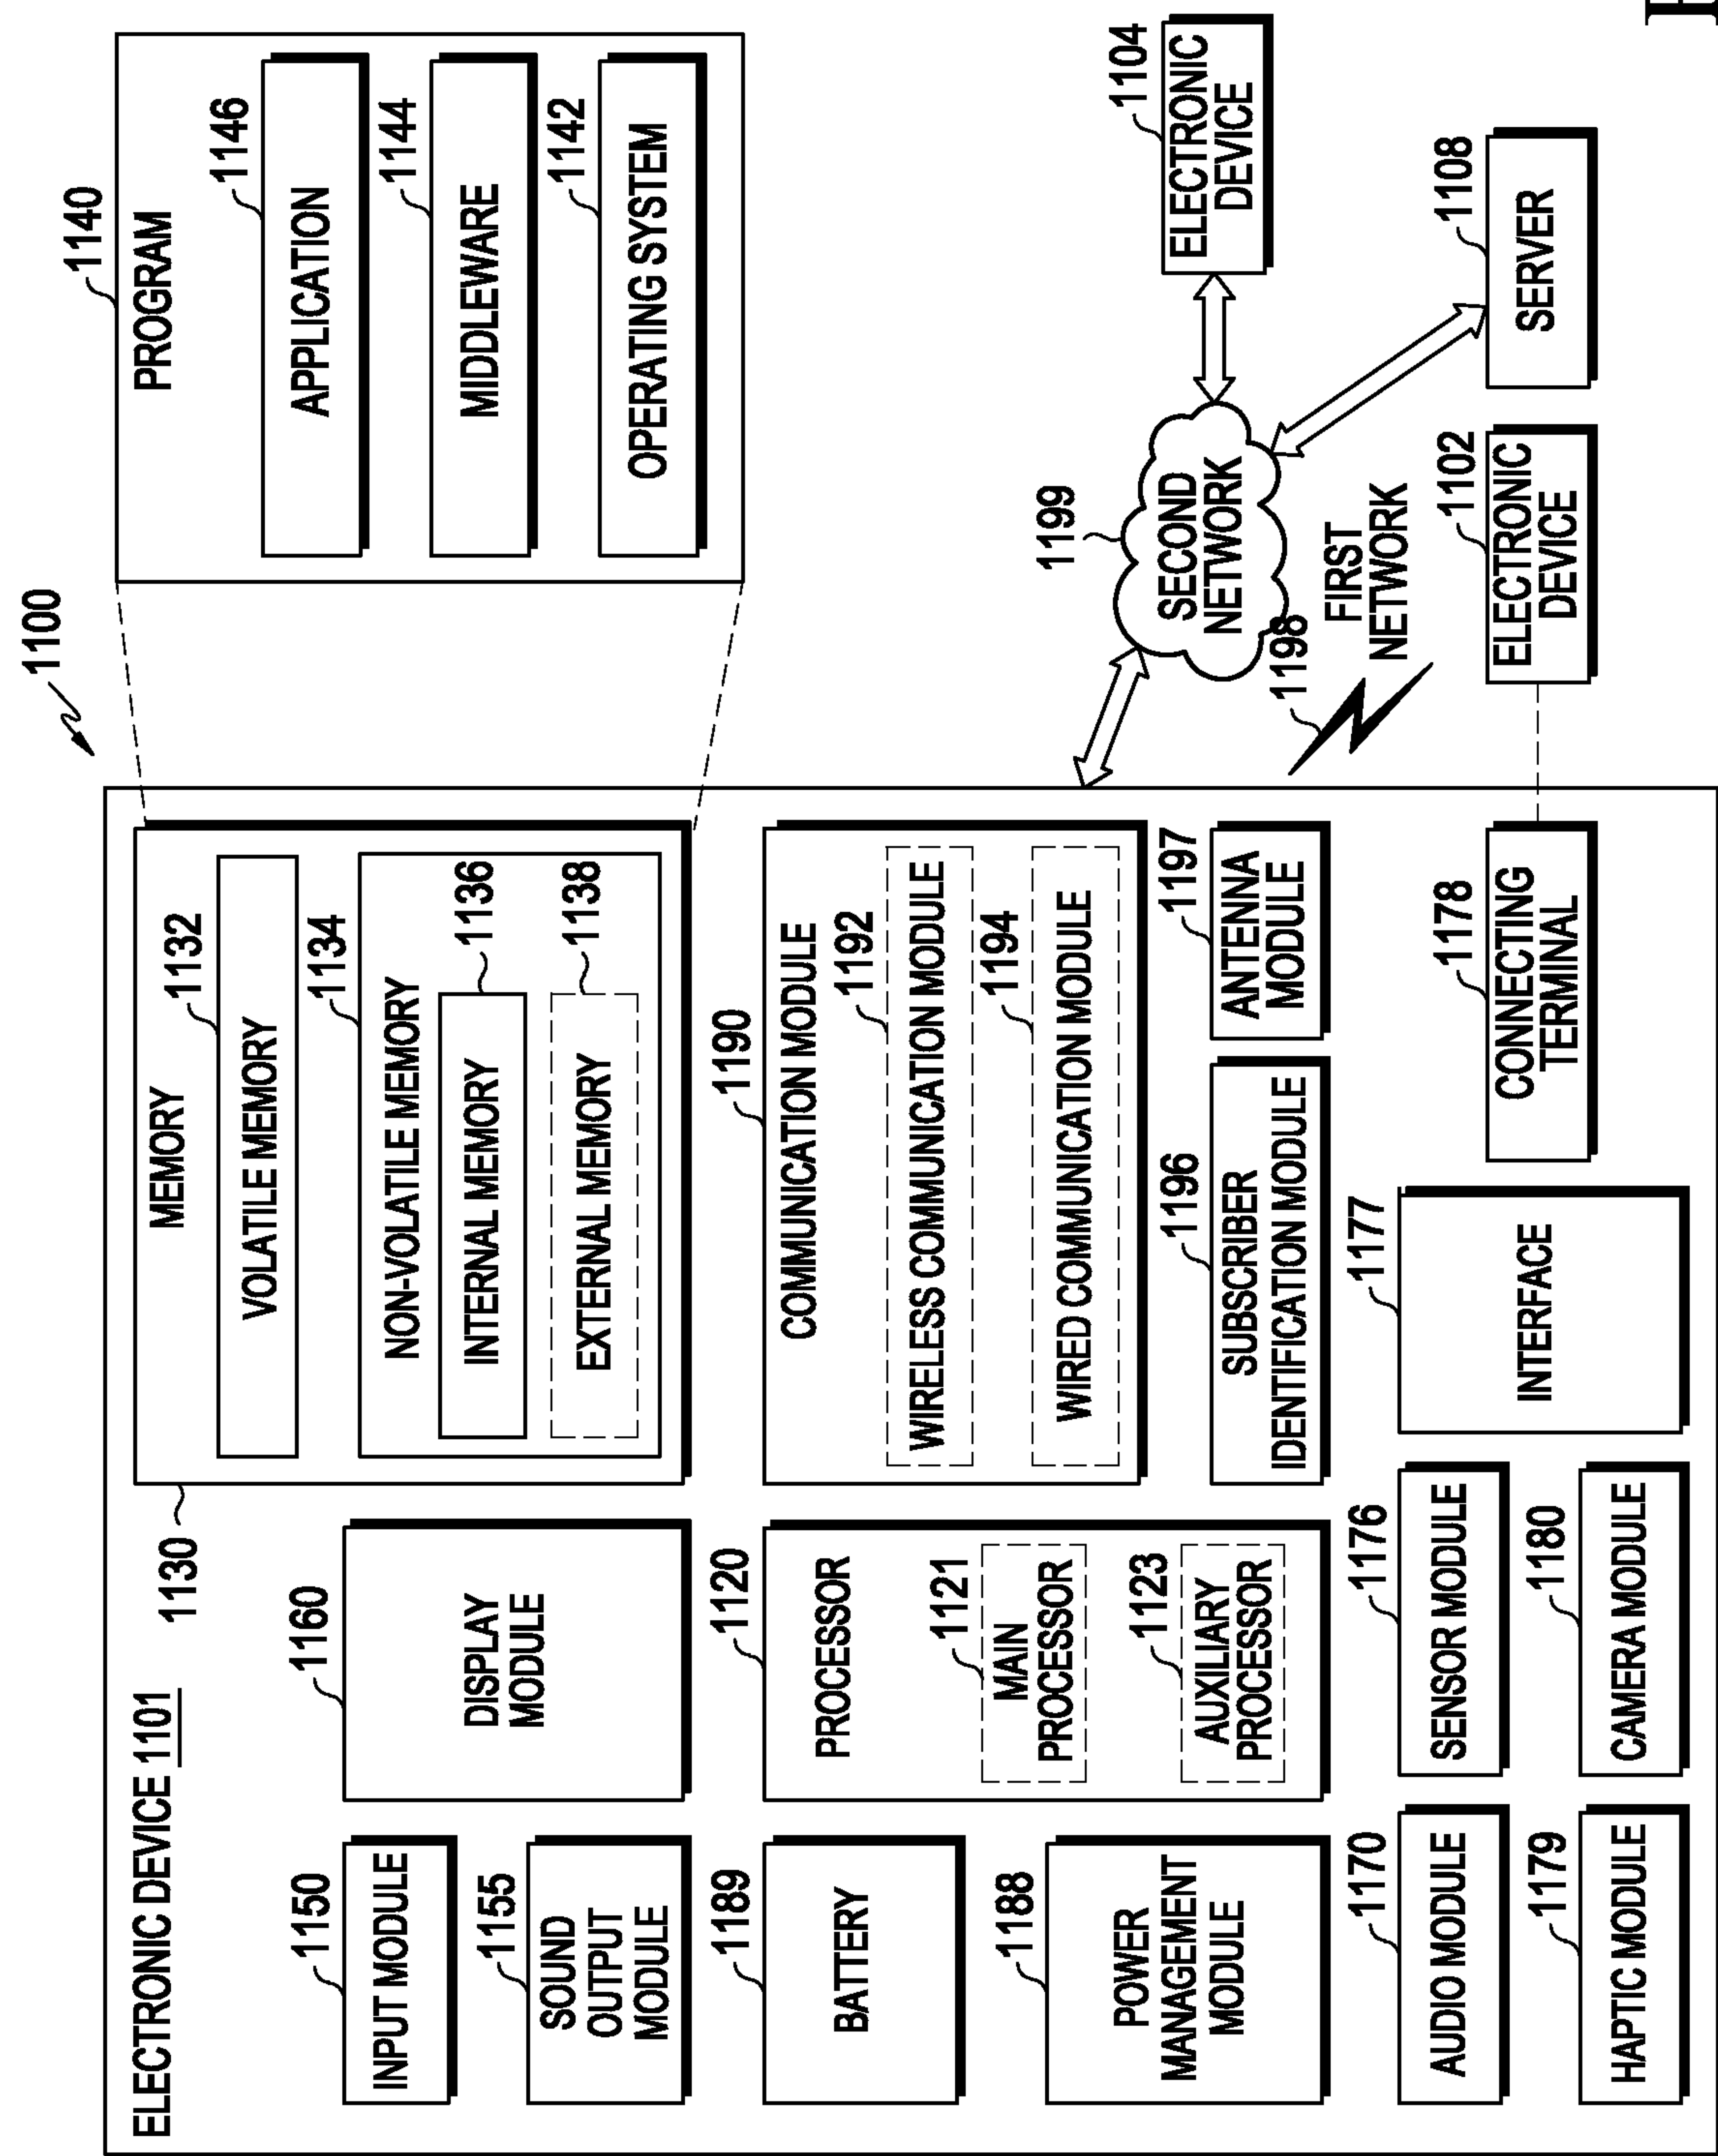 1100
ELECTRONIC DEVICE 1101
1130
MEMORY
1132
VOLATILE MEMORY
1134
NON-VOLATILE MEMORY
1136
INTERNAL MEMORY
1138
EXTERNAL MEMORY
1140
PROGRAM
1146
APPLICATION
1144
MIDDLEWARE
1142
OPERATING SYSTEM
1150
INPUT MODULE
1155
SOUND
OUTPUT
MODULE
1160
DISPLAY
MODULE
1189
BATTERY
1188
POWER
MANAGEMENT
MODULE
1120
PROCESSOR
1121
MAIN
PROCESSOR
1123
AUXILIARY
PROCESSOR
1190
COMMUNICATION MODULE
1192
WIRELESS COMMUNICATION MODULE
1194
WIRED COMMUNICATION MODULE
1196
SUBSCRIBER
IDENTIFICATION MODULE
1197
ANTENNA
MODULE
1199
SECOND
NETWORK
1104
ELECTRONIC
DEVICE
1198
FIRST
NETWORK
1170
AUDIO MODULE
1176
SENSOR MODULE
1177
INTERFACE
1178
CONNECTING
TERMINAL
1102
ELECTRONIC
DEVICE
1108
SERVER
1179
HAPTIC MODULE
1180
CAMERA MODULE